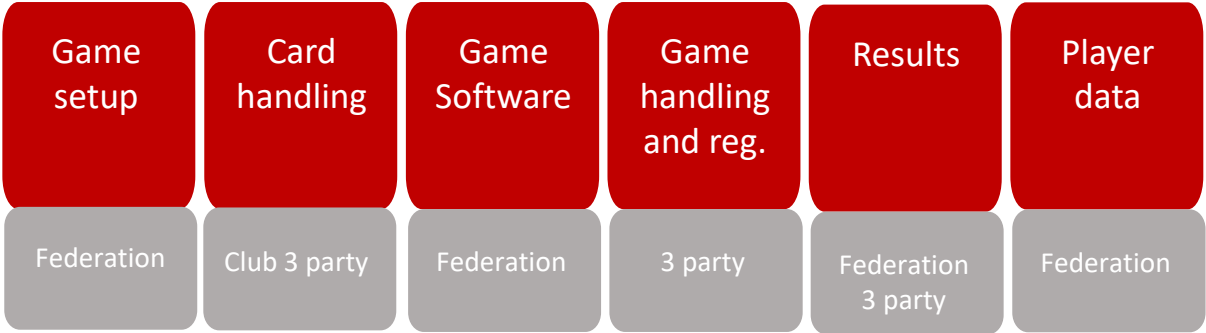 Game
setup
Card
handling
Game
Software
Game
handling
and reg.
Results
Player
data
Federation
Club 3 party
Federation
3 party
Federation
3 party
Federation